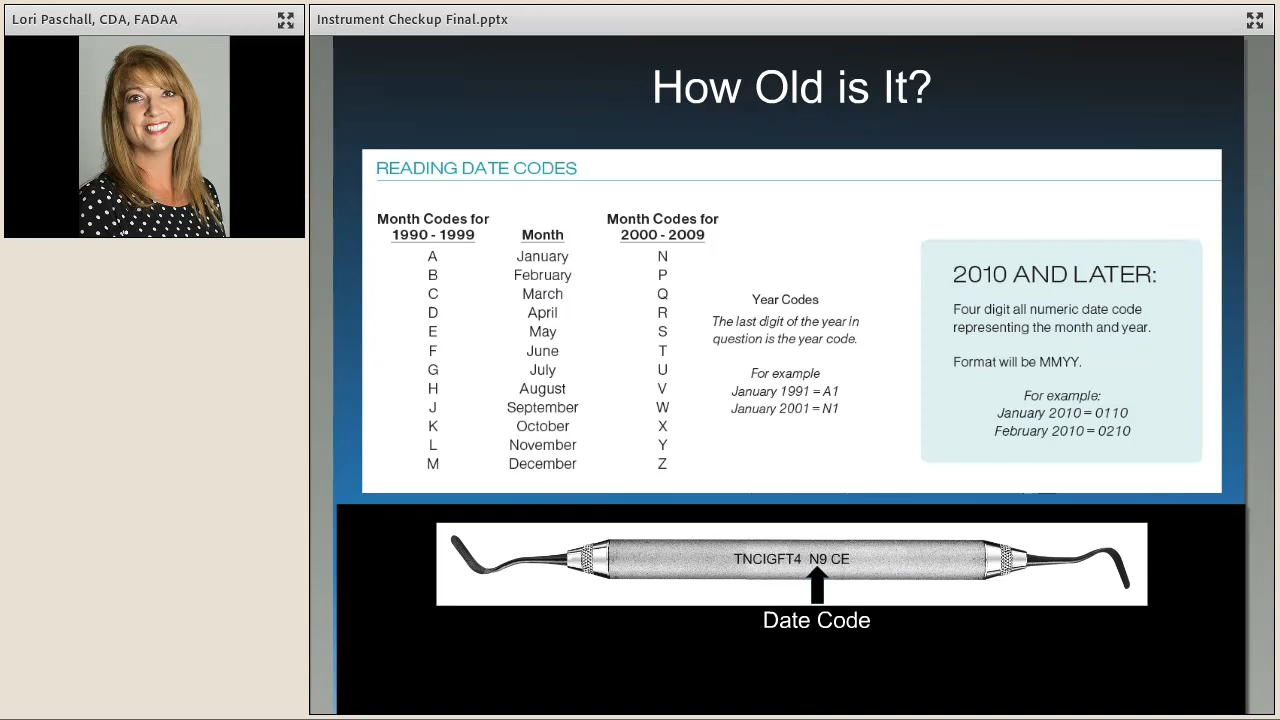 Lori Paschall, CDA, FADAA
Instrument Checkup Final.pptx
How Old is It?
READING DATE CODES
Month Codes for
1990 - 1999
Month
Month Codes for
2000 - 2009
A January N
B February P
C March Q
D April R
E May S
F June T
G July U
H August V
J September W
K October X
L November Y
M December Z
Year Codes
The last digit of the year in
question is the year code.
For example
January 1991 = A1
January 2001 = N1
2010 AND LATER:
Four digit all numeric date code
representing the month and year.
Format will be MMYY.
For example:
January 2010 = 0110
February 2010 = 0210
TNCIGFT4 N9 CE
Date Code